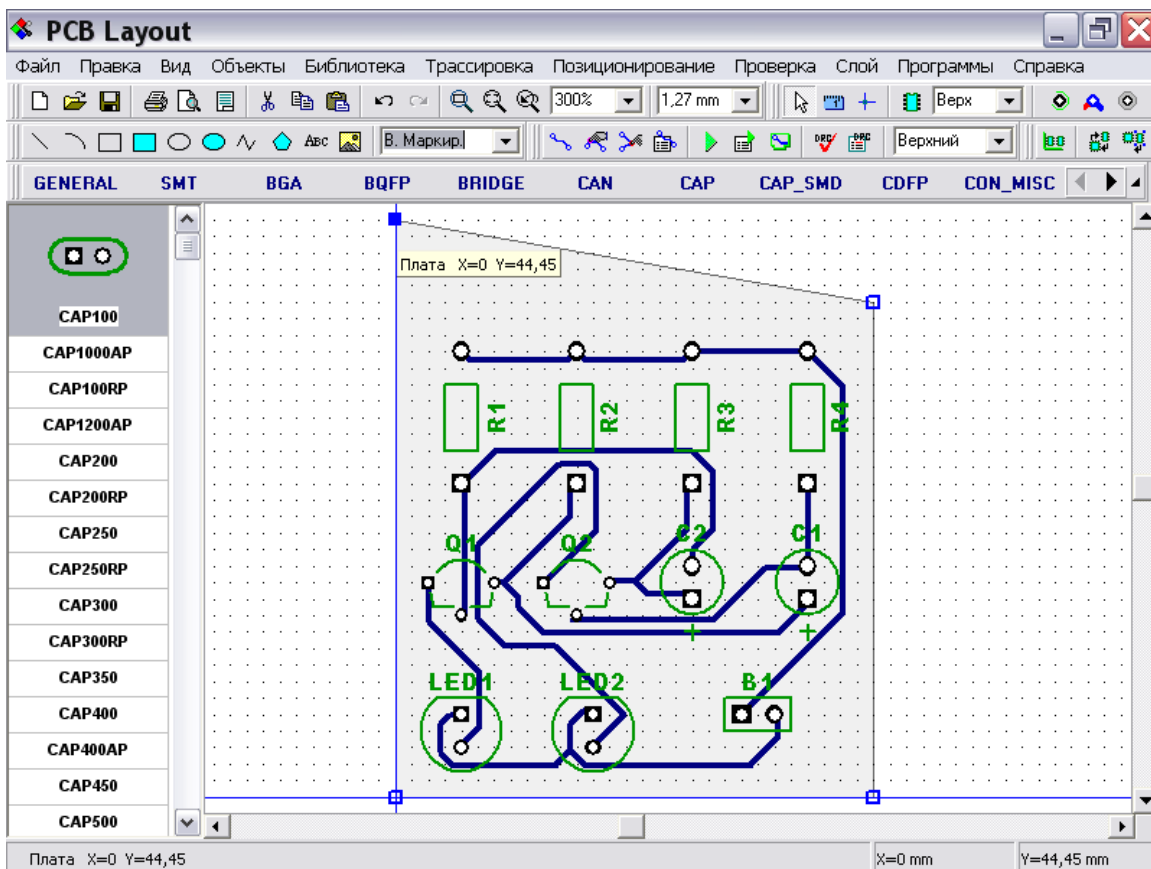 PCB Layout
Файл Правка Вид Объекты Библиотека Трассировка Позиционирование Проверка Слой Программы Справка
300% 1,27 mm Верх
Abc В. Маркир. DRC DRC Верхний
GENERAL SMT BGA BQFP BRIDGE CAN CAP CAP_SMD CDFP CON_MISC
CAP100
CAP1000AP
CAP100RP
CAP1200AP
CAP200
CAP200RP
CAP250
CAP250RP
CAP300
CAP300RP
CAP350
CAP400
CAP400AP
CAP450
CAP500
Плата X=0 Y=44,45
R1 R2 R3 R4
Q1 Q2 C2 C1
+ +
LED1 LED2 B1
Плата X=0 Y=44,45 X=0 mm Y=44,45 mm